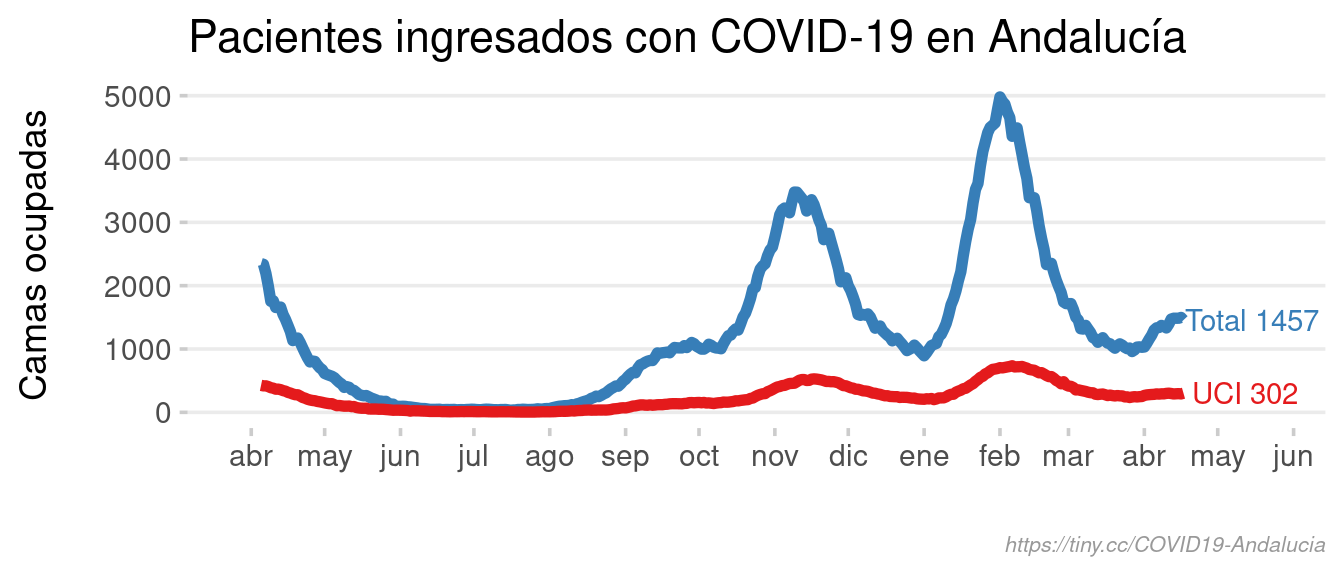 Pacientes ingresados con COVID-19 en Andalucía
Camas ocupadas
5000
4000
3000
2000
1000
0
Total 1457
UCI 302
abr may jun jul ago sep oct nov dic ene feb mar abr may jun
https://tiny.cc/COVID19-Andalucia